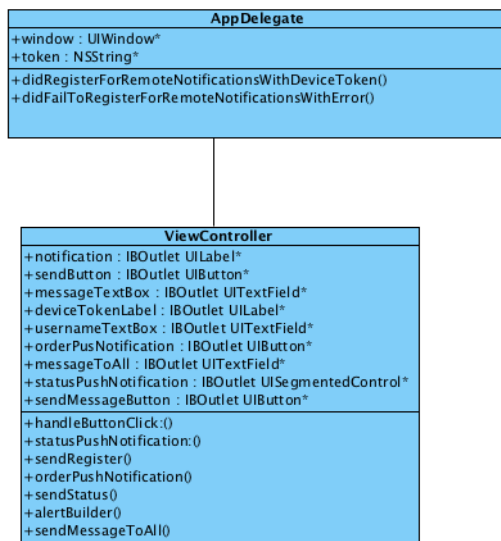 AppDelegate
+window : UIWindow*
+token : NSString*
+didRegisterForRemoteNotificationsWithDeviceToken()
+didFailToRegisterForRemoteNotificationsWithError()
ViewController
+notification : IBOutlet UILabel*
+sendButton : IBOutlet UIButton*
+messageTextBox : IBOutlet UITextField*
+deviceTokenLabel : IBOutlet UILabel*
+usernameTextBox : IBOutlet UITextField*
+orderPusNotification : IBOutlet UIButton*
+messageToAll : IBOutlet UITextField*
+statusPushNotification : IBOutlet UISegmentedControl*
+sendMessageButton : IBOutlet UIButton*
+handleButtonClick:()
+statusPushNotification:()
+sendRegister()
+orderPushNotification()
+sendStatus()
+alertBuilder()
+sendMessageToAll()